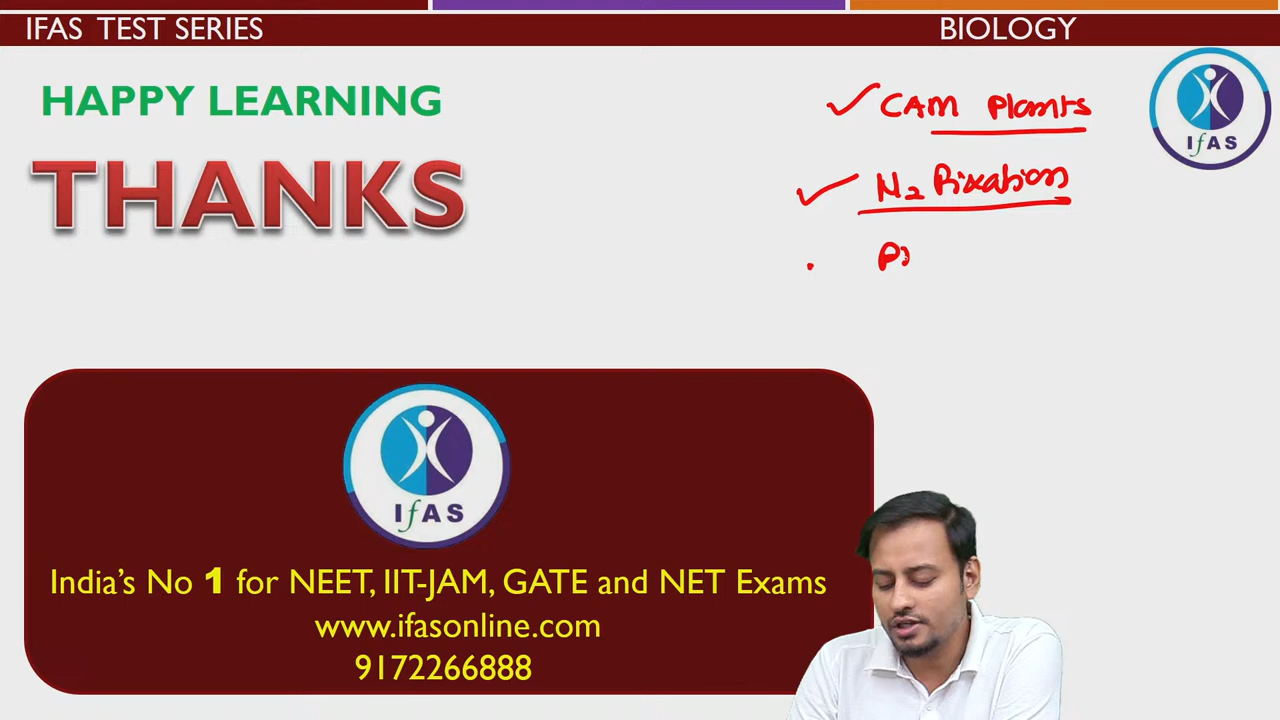 IFAS TEST SERIES
BIOLOGY
HAPPY LEARNING
THANKS
CAM Plants
N2 Fixation
IfAS
IfAS
India's No 1 for NEET, IIT-JAM, GATE and NET Exams
www.ifasonline.com
9172266888